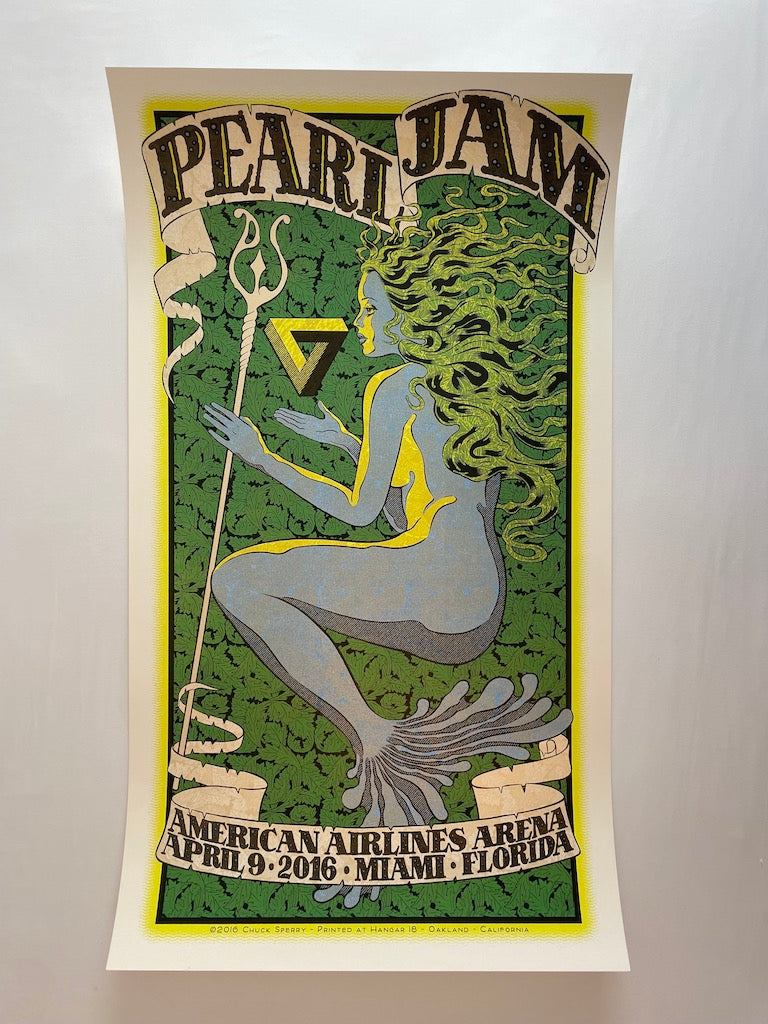 PEARL JAM
AMERICAN AIRLINES ARENA
APRIL 9 · 2016 · MIAMI · FLORIDA
©2016 Chuck Sperry - Printed at Hangar 18 - Oakland - California